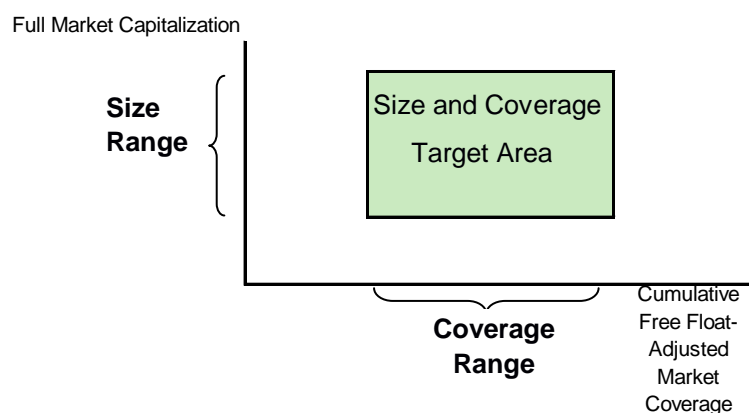 Full Market Capitalization
Size
Range
Size and Coverage
Target Area
Coverage
Range
Cumulative
Free Float-
Adjusted
Market
Coverage